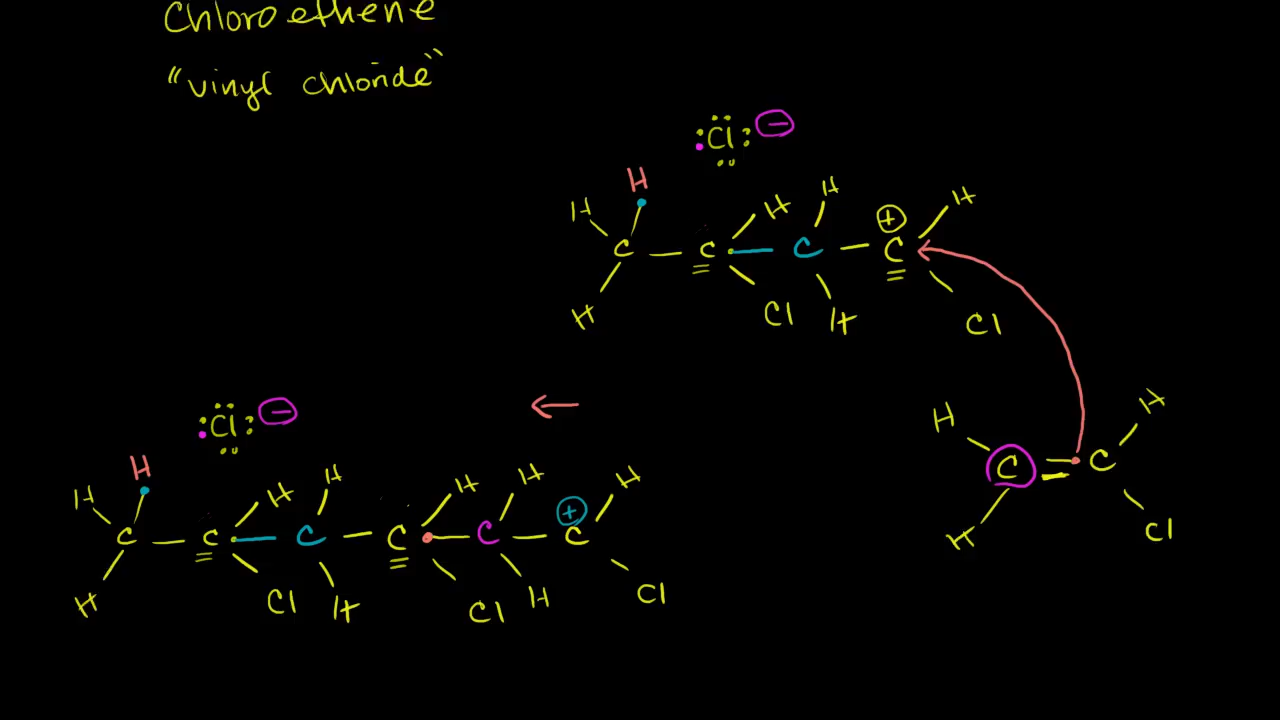 Chloroethene
"vinyl chloride"
:Cl: −
H
H H H
C — C — C — C + H
H Cl H Cl
H H
C = C
H Cl
:Cl: −
H
H H H H H H
C — C — C — C — C — C +
H Cl H Cl H Cl